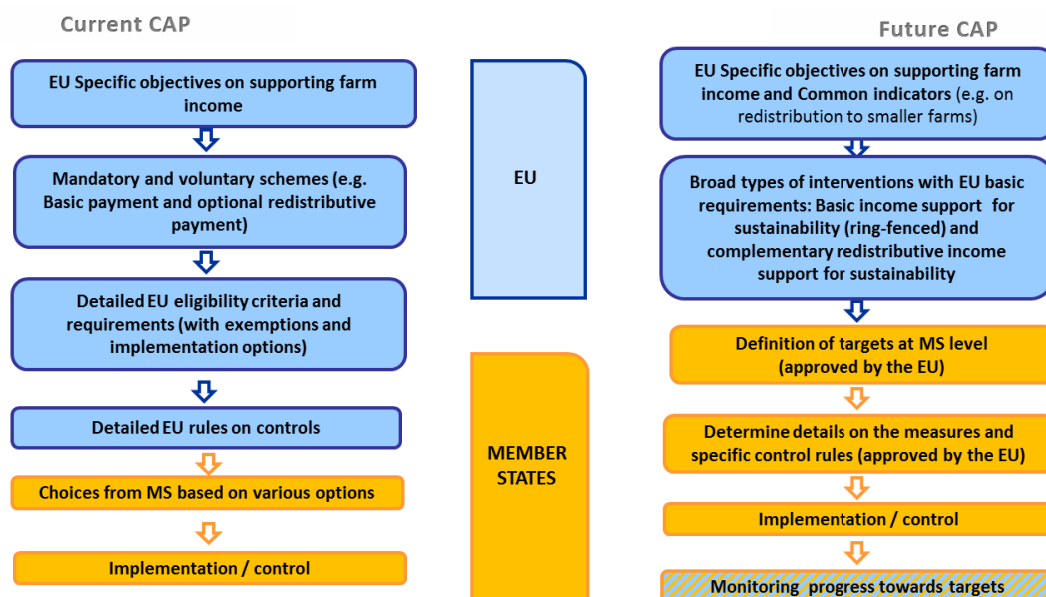 Current CAP
EU Specific objectives on supporting farm
income
Mandatory and voluntary schemes (e.g.
Basic payment and optional redistributive
payment)
Detailed EU eligibility criteria and
requirements (with exemptions and
implementation options)
Detailed EU rules on controls
Choices from MS based on various options
Implementation / control
EU
MEMBER
STATES
Future CAP
EU Specific objectives on supporting farm
income and Common indicators (e.g. on
redistribution to smaller farms)
Broad types of interventions with EU basic
requirements: Basic income support for
sustainability (ring-fenced) and
complementary redistributive income
support for sustainability
Definition of targets at MS level
(approved by the EU)
Determine details on the measures and
specific control rules (approved by the EU)
Implementation / control
Monitoring progress towards targets